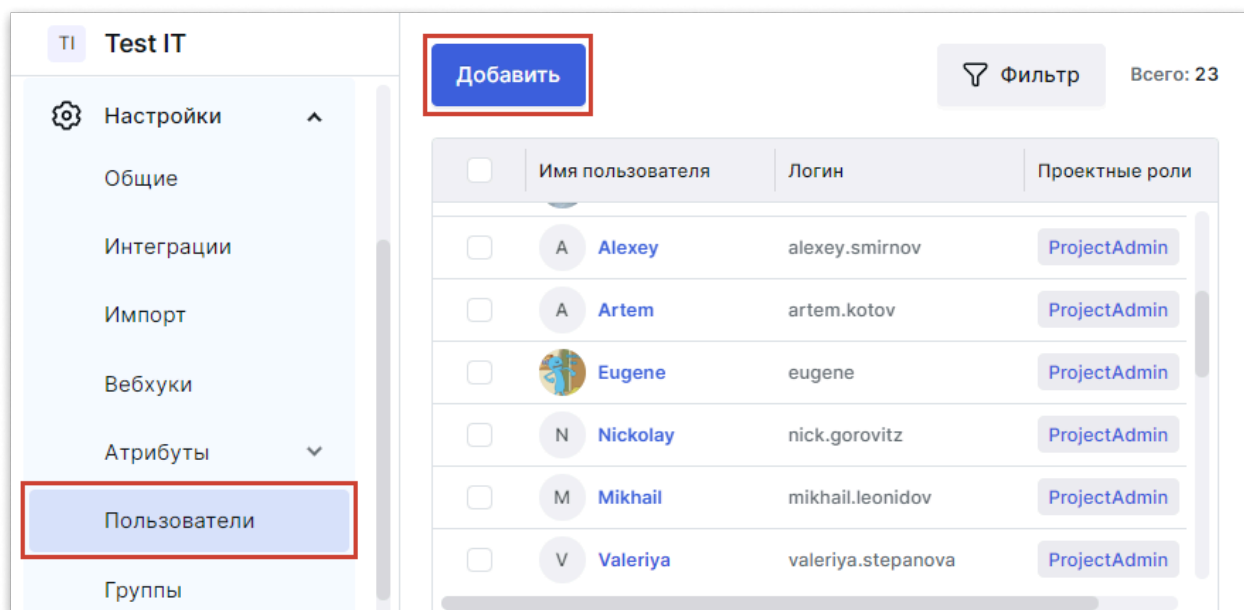 TI Test IT
Настройки
Общие
Интеграции
Импорт
Вебхуки
Атрибуты
Пользователи
Группы
Добавить
Фильтр Всего: 23
Имя пользователя Логин Проектные роли
A Alexey alexey.smirnov ProjectAdmin
A Artem artem.kotov ProjectAdmin
Eugene eugene ProjectAdmin
N Nickolay nick.gorovitz ProjectAdmin
M Mikhail mikhail.leonidov ProjectAdmin
V Valeriya valeriya.stepanova ProjectAdmin